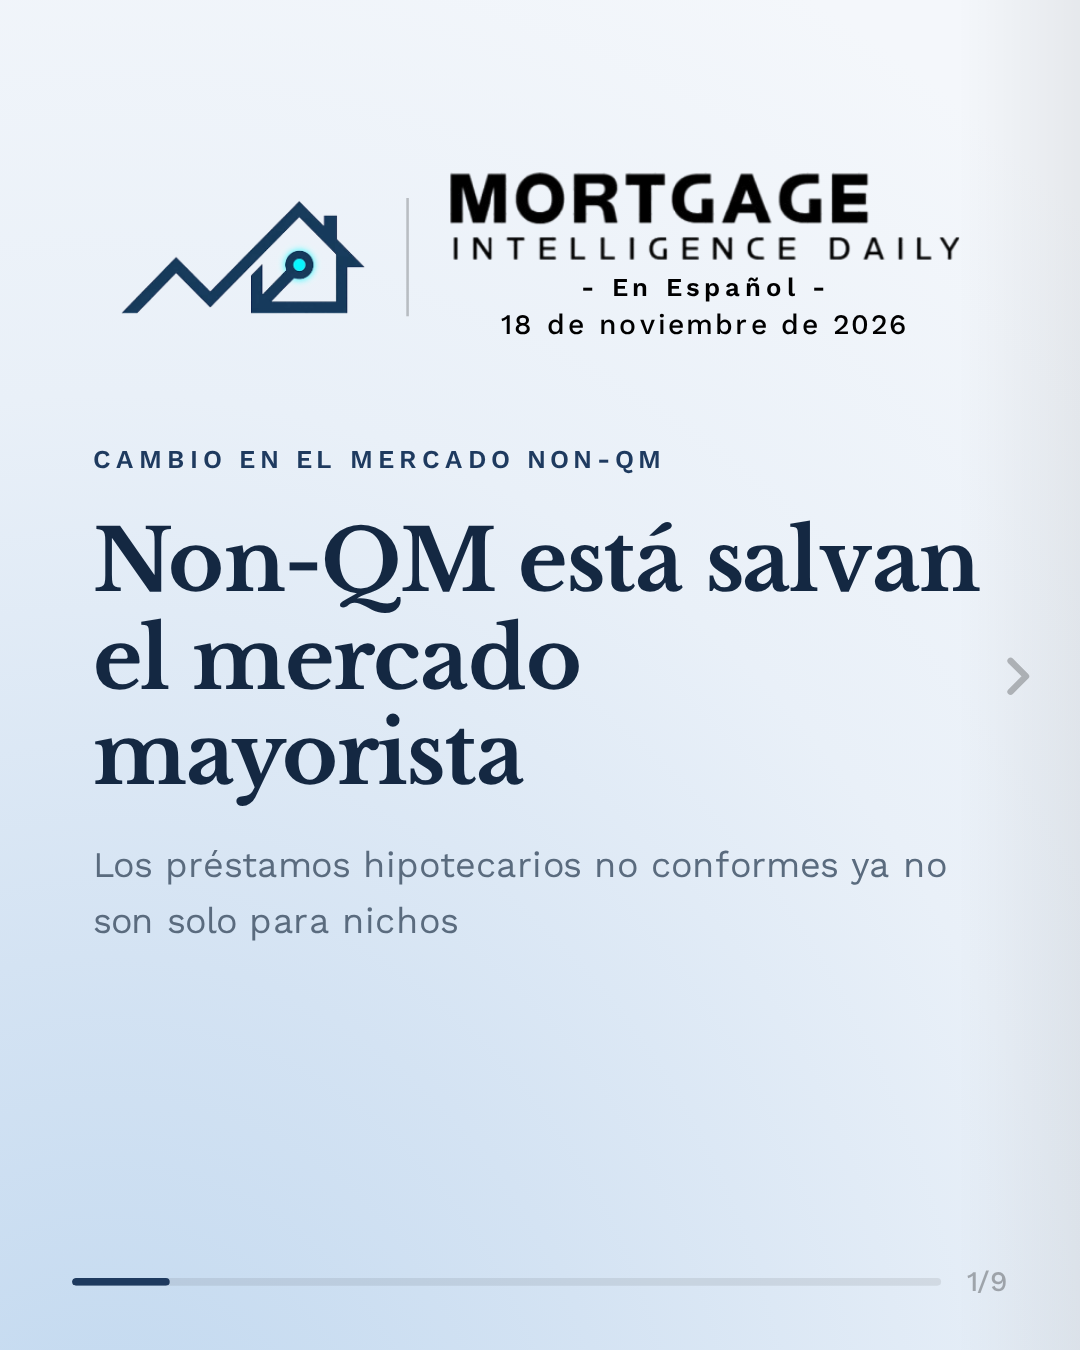 MORTGAGE
INTELLIGENCE DAILY
- En Español -
18 de noviembre de 2026
CAMBIO EN EL MERCADO NON-QM
Non-QM está salvan
el mercado
mayorista
Los préstamos hipotecarios no conformes ya no
son solo para nichos
1/9